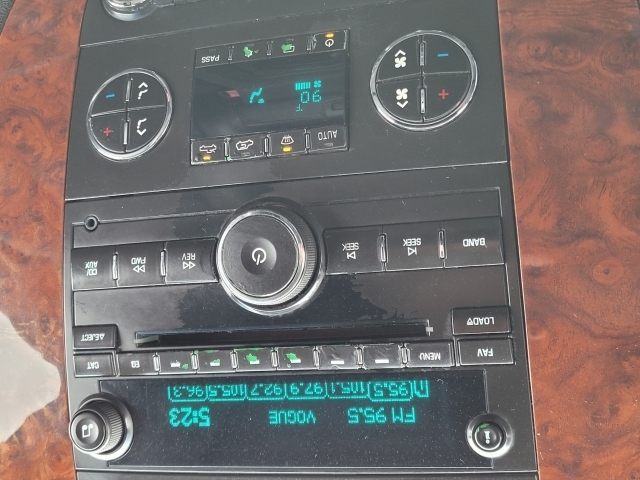 FM 95.5 VOGUE 5:23
95.5 105.1 97.9 92.7 105.5 96.3
FAV MENU EQ CAT
LOAD EJECT
BAND SEEK SEEK REV FWD CD/AUX
AUTO
90 °F
PASS